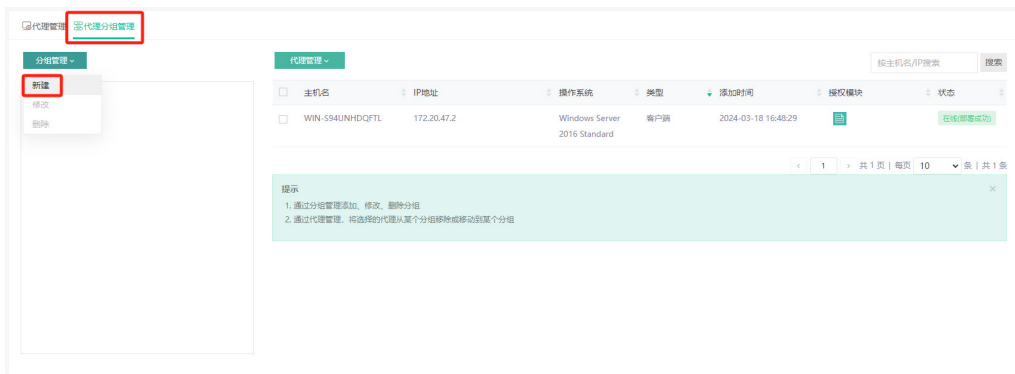 代理管理 代理分组管理
分组管理
新建
修改
删除
代理管理
按主机名/IP搜索 搜索
主机名 IP地址 操作系统 类型 添加时间 授权模块 状态
WIN-S94UNHDQFTL 172.20.47.2 Windows Server 2016 Standard 客户端 2024-03-18 16:48:29 在线(部署成功)
1 共 1 页 | 每页 10 条 | 共 1 条
提示
1. 通过分组管理添加、修改、删除分组
2. 通过代理管理，将选择的代理从某个分组移除或移动到某个分组